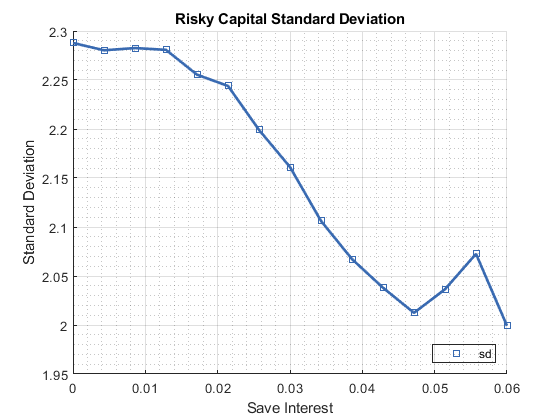 Risky Capital Standard Deviation
2.3
2.25
2.2
2.15
2.1
2.05
2
1.95
Standard Deviation
0 0.01 0.02 0.03 0.04 0.05 0.06
Save Interest
sd